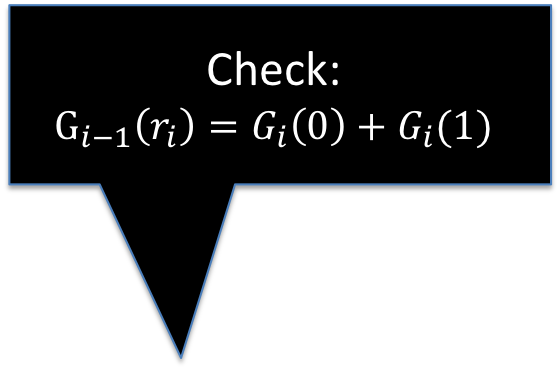 Check:
G_{i-1}(r_i) = G_i(0) + G_i(1)